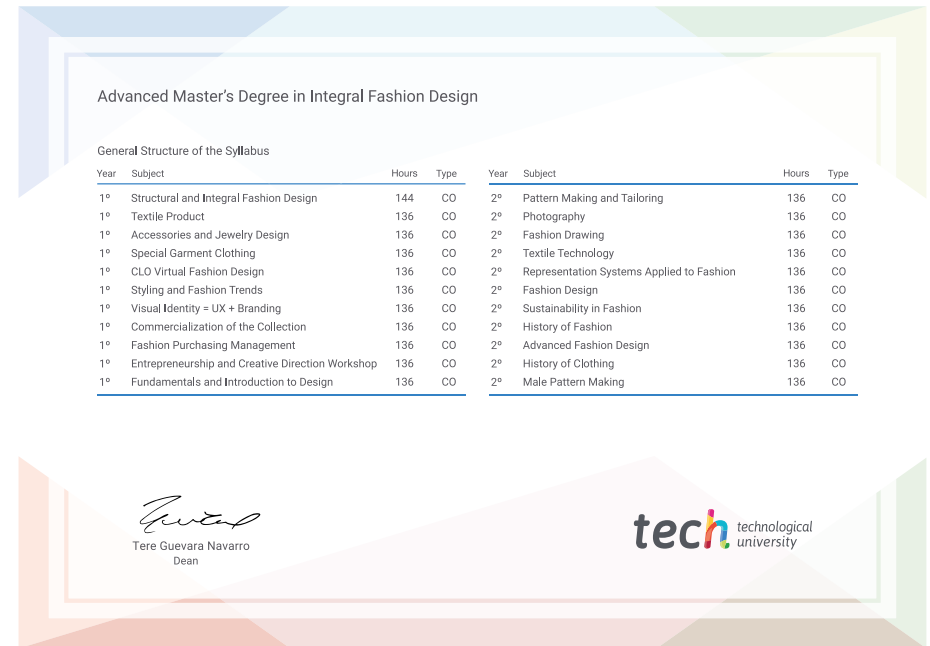 Advanced Master's Degree in Integral Fashion Design
General Structure of the Syllabus
Year Subject Hours Type
1º Structural and Integral Fashion Design 144 CO
1º Textile Product 136 CO
1º Accessories and Jewelry Design 136 CO
1º Special Garment Clothing 136 CO
1º CLO Virtual Fashion Design 136 CO
1º Styling and Fashion Trends 136 CO
1º Visual Identity = UX + Branding 136 CO
1º Commercialization of the Collection 136 CO
1º Fashion Purchasing Management 136 CO
1º Entrepreneurship and Creative Direction Workshop 136 CO
1º Fundamentals and Introduction to Design 136 CO
Year Subject Hours Type
2º Pattern Making and Tailoring 136 CO
2º Photography 136 CO
2º Fashion Drawing 136 CO
2º Textile Technology 136 CO
2º Representation Systems Applied to Fashion 136 CO
2º Fashion Design 136 CO
2º Sustainability in Fashion 136 CO
2º History of Fashion 136 CO
2º Advanced Fashion Design 136 CO
2º History of Clothing 136 CO
2º Male Pattern Making 136 CO
Tere Guevara Navarro
Dean
tech technological
university